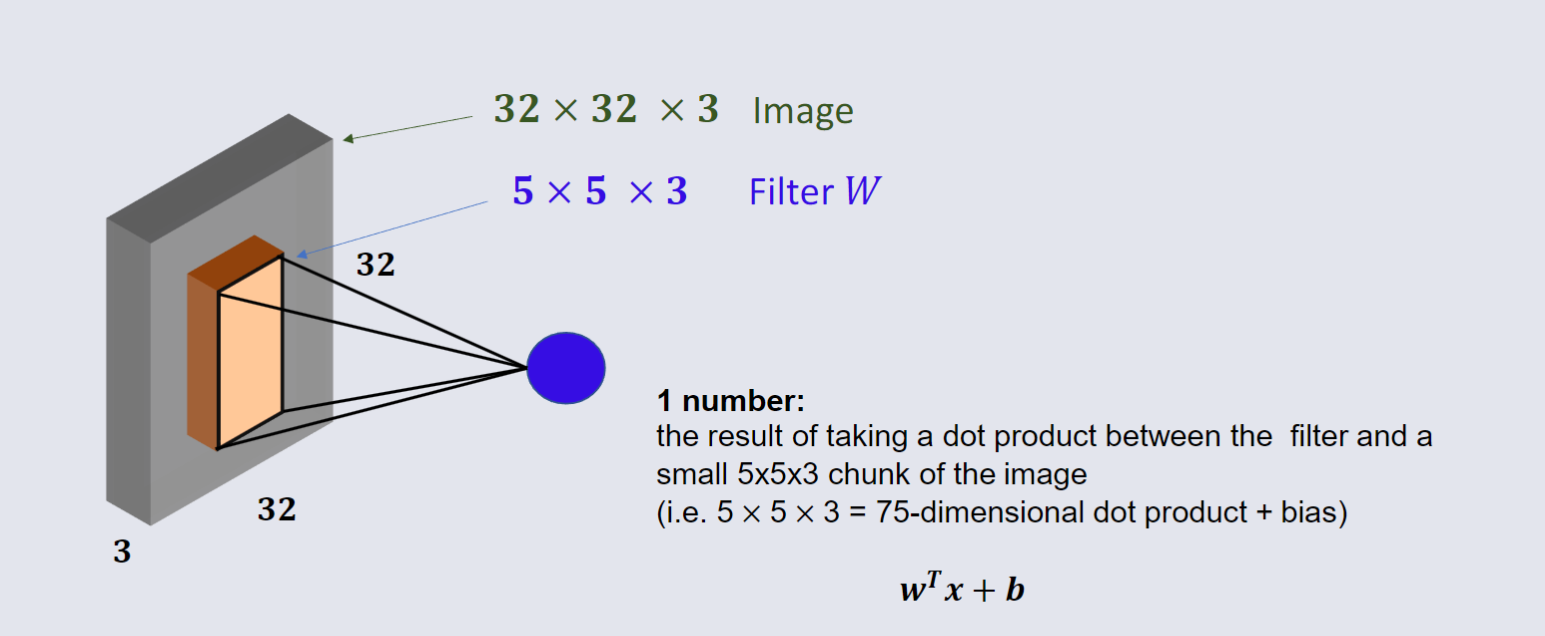 32 × 32 × 3 Image
5 × 5 × 3 Filter W
32
32
3
1 number:
the result of taking a dot product between the filter and a
small 5x5x3 chunk of the image
(i.e. 5 × 5 × 3 = 75-dimensional dot product + bias)
wᵀx + b